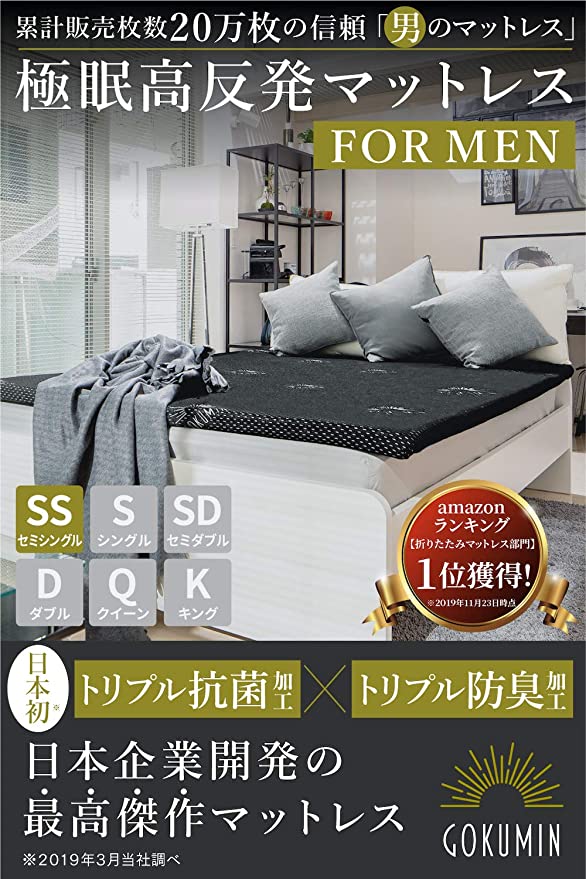 累計販売枚数20万枚の信頼「男のマットレス」
極眠高反発マットレス
FOR MEN
SS
セミシングル
S
シングル
SD
セミダブル
D
ダブル
Q
クイーン
K
キング
amazon
ランキング
【折りたたみマットレス部門】
1位獲得!
※2019年11月23日時点
日本初※
トリプル抗菌加工×トリプル防臭加工
日本企業開発の
最高傑作マットレス
※2019年3月当社調べ
GOKUMIN